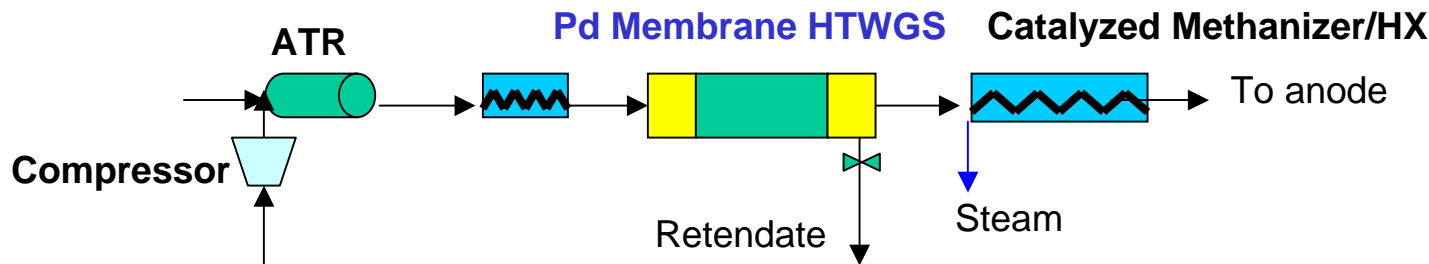 Pd Membrane HTWGS Catalyzed Methanizer/HX
ATR
To anode
Compressor
Steam
Retendate